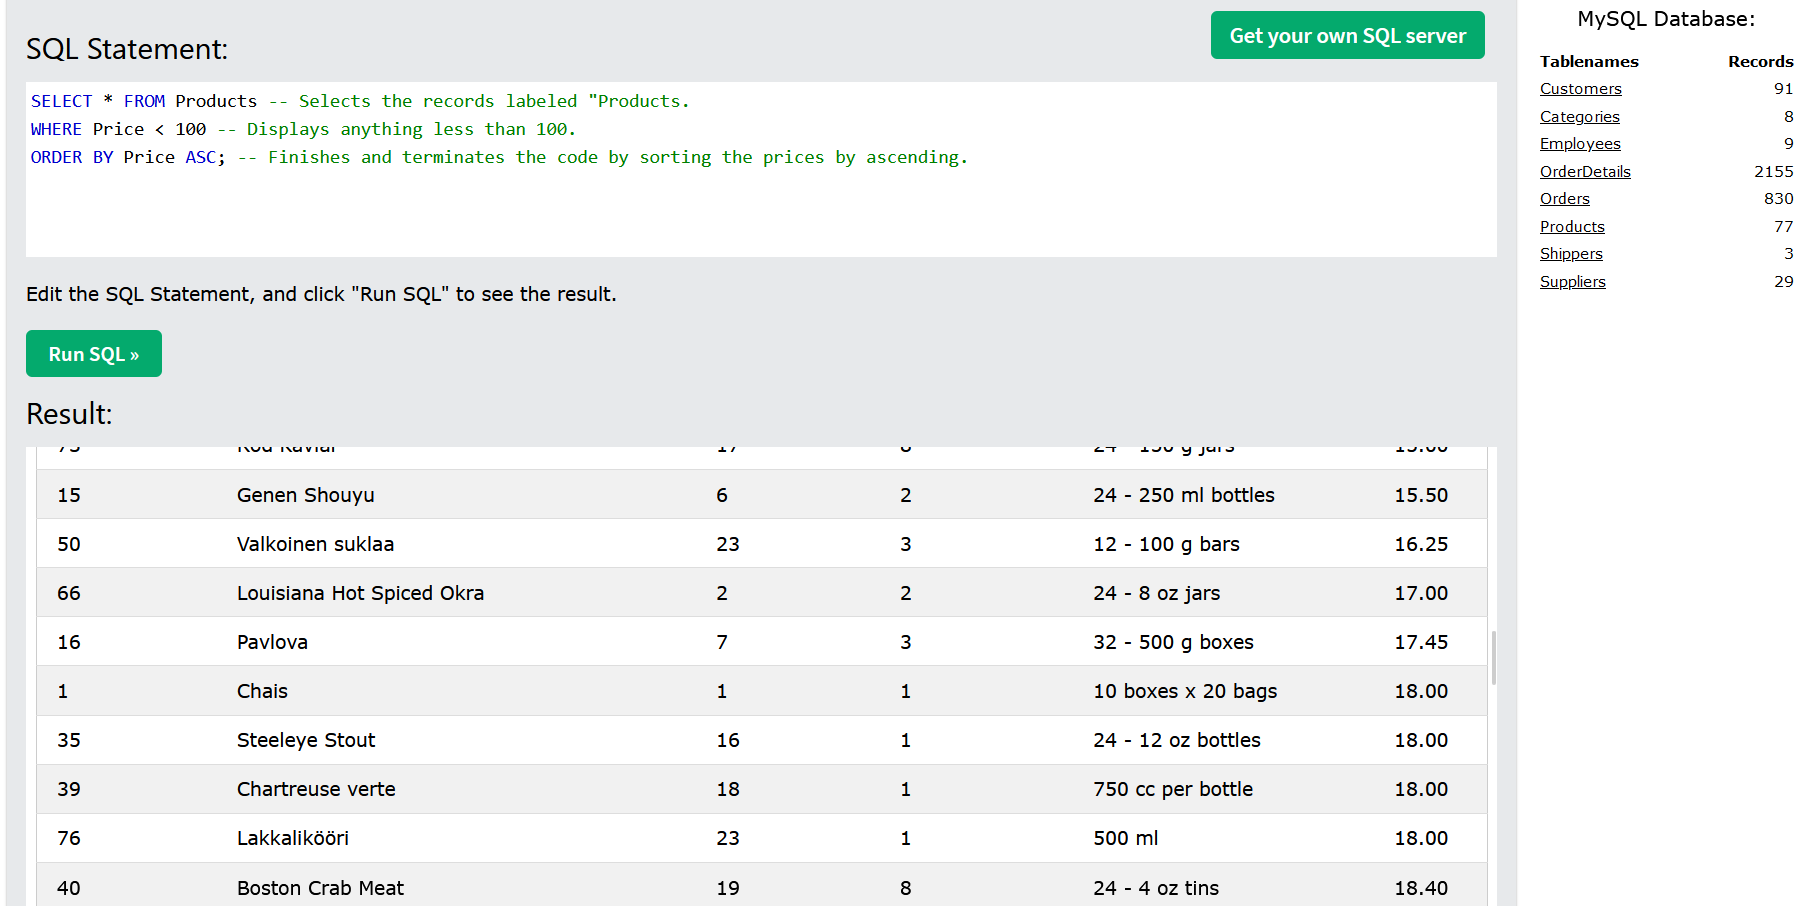 SQL Statement:
Get your own SQL server
SELECT * FROM Products -- Selects the records labeled "Products.
WHERE Price < 100 -- Displays anything less than 100.
ORDER BY Price ASC; -- Finishes and terminates the code by sorting the prices by ascending.
Edit the SQL Statement, and click "Run SQL" to see the result.
Run SQL »
Result:
15 Genen Shouyu 6 2 24 - 250 ml bottles 15.50
50 Valkoinen suklaa 23 3 12 - 100 g bars 16.25
66 Louisiana Hot Spiced Okra 2 2 24 - 8 oz jars 17.00
16 Pavlova 7 3 32 - 500 g boxes 17.45
1 Chais 1 1 10 boxes x 20 bags 18.00
35 Steeleye Stout 16 1 24 - 12 oz bottles 18.00
39 Chartreuse verte 18 1 750 cc per bottle 18.00
76 Lakkalikööri 23 1 500 ml 18.00
40 Boston Crab Meat 19 8 24 - 4 oz tins 18.40
MySQL Database:
Tablenames Records
Customers 91
Categories 8
Employees 9
OrderDetails 2155
Orders 830
Products 77
Shippers 3
Suppliers 29